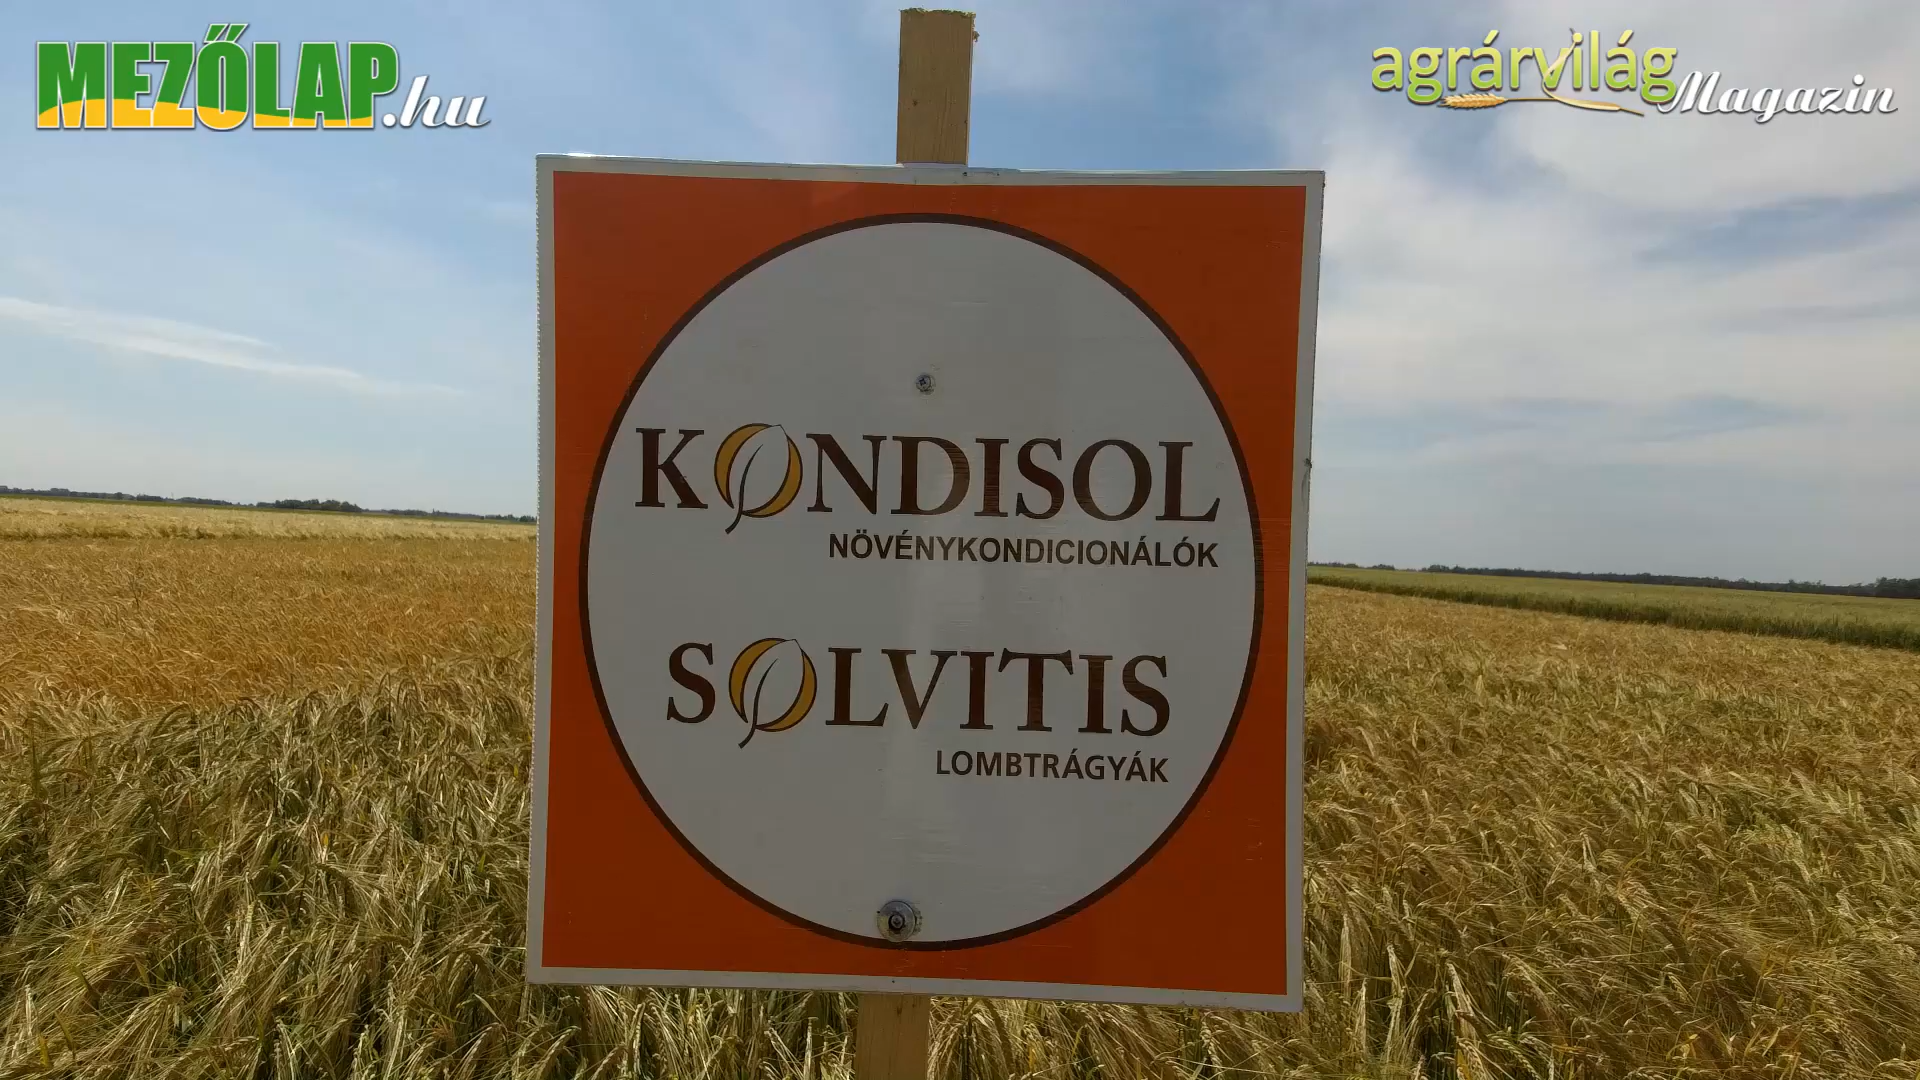 MEZŐLAP.hu
agrárvilág Magazin
KONDISOL
NÖVÉNYKONDICIONÁLÓK
SOLVITIS
LOMBTRÁGYÁK